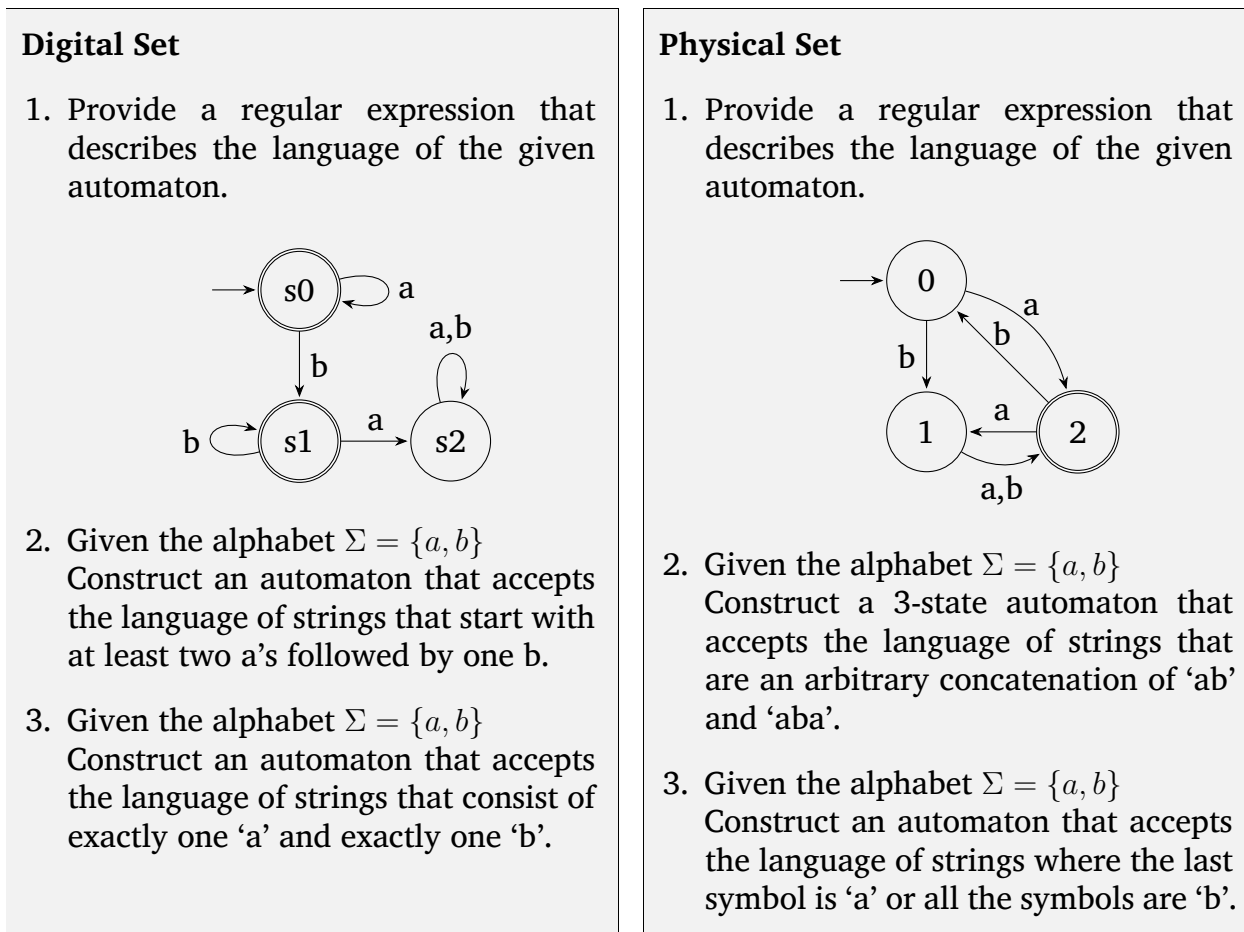 Digital Set
1. Provide a regular expression that
describes the language of the given
automaton.
s0
a
b
a,b
b
s1
a
s2
2. Given the alphabet Σ = {a, b}
Construct an automaton that accepts
the language of strings that start with
at least two a's followed by one b.
3. Given the alphabet Σ = {a, b}
Construct an automaton that accepts
the language of strings that consist of
exactly one ‘a’ and exactly one ‘b’.
Physical Set
1. Provide a regular expression that
describes the language of the given
automaton.
0
a
b
b
1
a
2
a,b
2. Given the alphabet Σ = {a, b}
Construct a 3-state automaton that
accepts the language of strings that
are an arbitrary concatenation of ‘ab’
and ‘aba’.
3. Given the alphabet Σ = {a, b}
Construct an automaton that accepts
the language of strings where the last
symbol is ‘a’ or all the symbols are ‘b’.